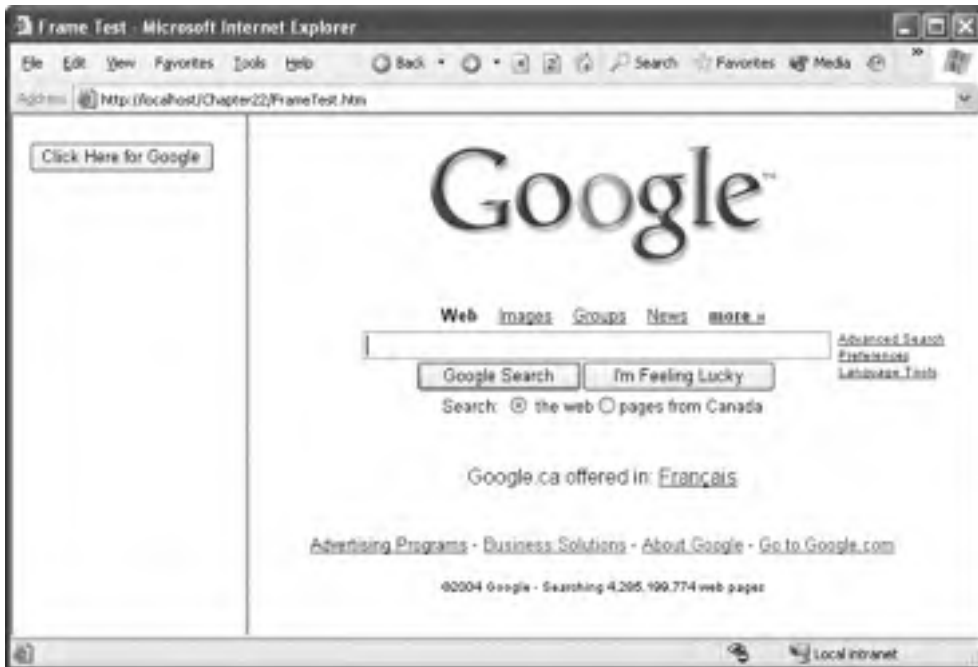 Frame Test - Microsoft Internet Explorer
File Edit View Favorites Tools Help Back Search Favorites Media »
Address http://localhost/Chapter22/FrameTest.htm
Click Here for Google
Google™
Web Images Groups News more »
Advanced Search
Preferences
Language Tools
Google Search I'm Feeling Lucky
Search: the web pages from Canada
Google.ca offered in: Français
Advertising Programs - Business Solutions - About Google - Go to Google.com
©2004 Google - Searching 4,285,199,774 web pages
Local intranet